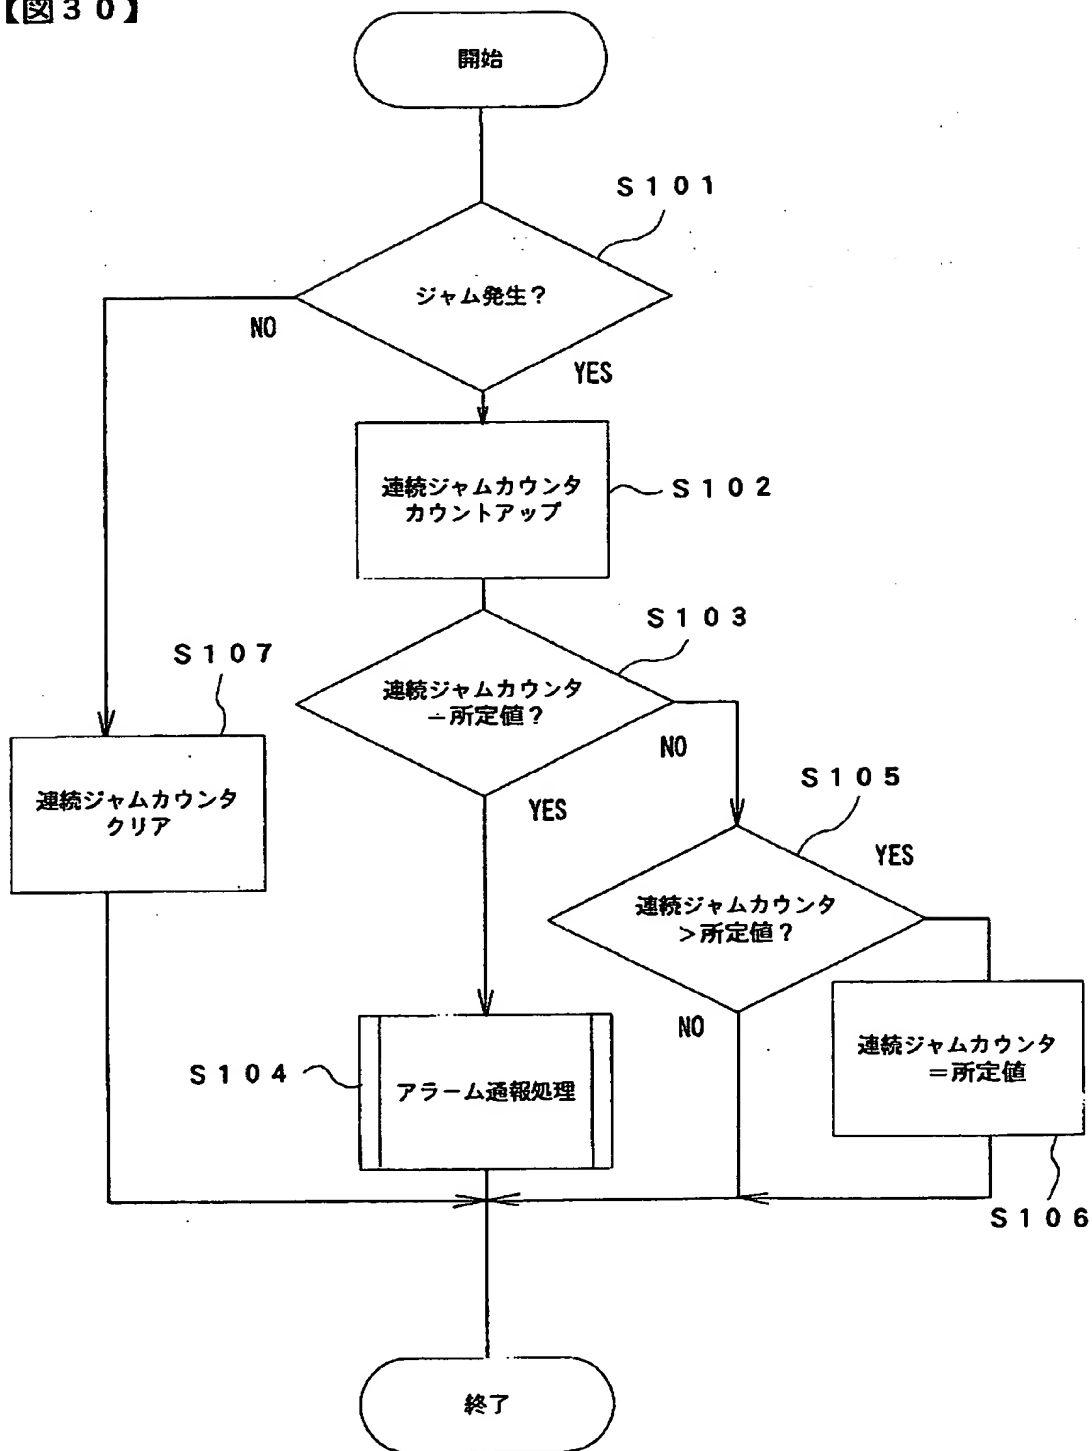 【図30】
開始
S101
ジャム発生?
NO
YES
連続ジャムカウンタ
カウントアップ
S102
S103
連続ジャムカウンタ
=所定値?
NO
YES
S107
連続ジャムカウンタ
クリア
S105
YES
連続ジャムカウンタ
>所定値?
NO
S104
アラーム通報処理
連続ジャムカウンタ
=所定値
S106
終了